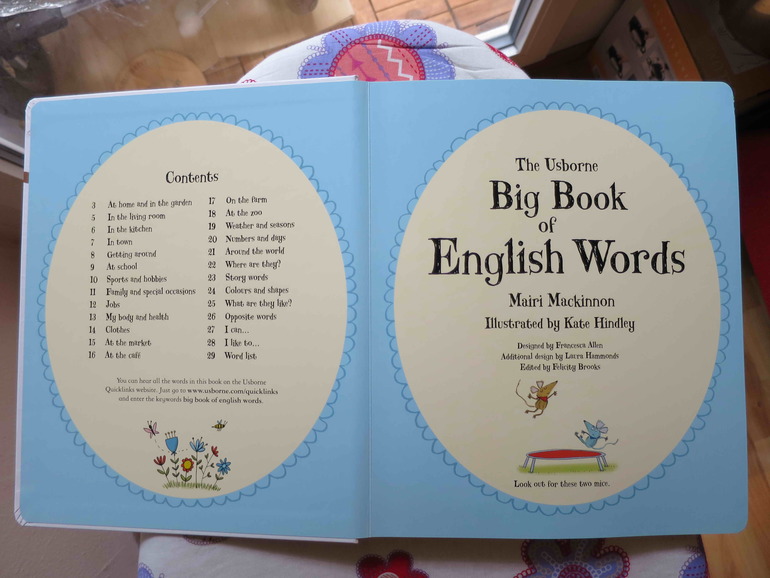 Contents
3 At home and in the garden
5 In the living room
6 In the kitchen
7 In town
8 Getting around
9 At school
10 Sports and hobbies
11 Family and special occasions
12 Jobs
13 My body and health
14 Clothes
15 At the market
16 At the café
17 On the farm
18 At the zoo
19 Weather and seasons
20 Numbers and days
21 Around the world
22 Where are they?
23 Story words
24 Colours and shapes
25 What are they like?
26 Opposite words
27 I can...
28 I like to...
29 Word list
You can hear all the words in this book on the Usborne
Quicklinks website. Just go to www.usborne.com/quicklinks
and enter the keywords big book of english words.
The Usborne
Big Book
of
English Words
Mairi Mackinnon
Illustrated by Kate Hindley
Designed by Francesca Allen
Additional design by Lucra Hammonds
Edited by Felicity Brooks
Look out for these two mice.